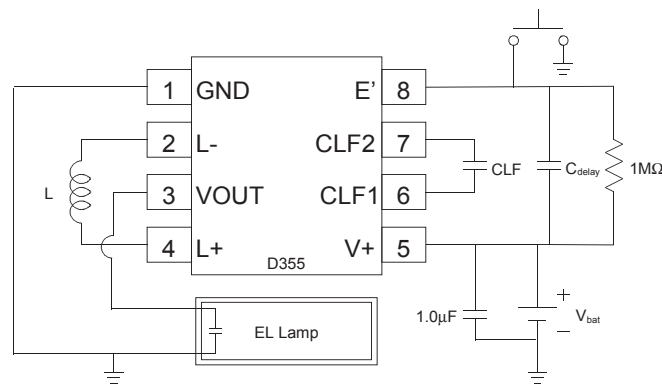 1 GND E' 8
2 L- CLF2 7
L 3 VOUT CLF1 6 CLF Cdelay 1MΩ
4 L+ V+ 5
D355
EL Lamp 1.0μF + Vbat −